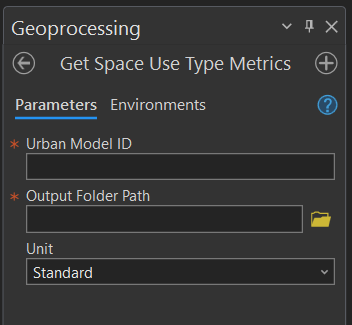 Geoprocessing
Get Space Use Type Metrics
Parameters Environments
* Urban Model ID
* Output Folder Path
Unit
Standard